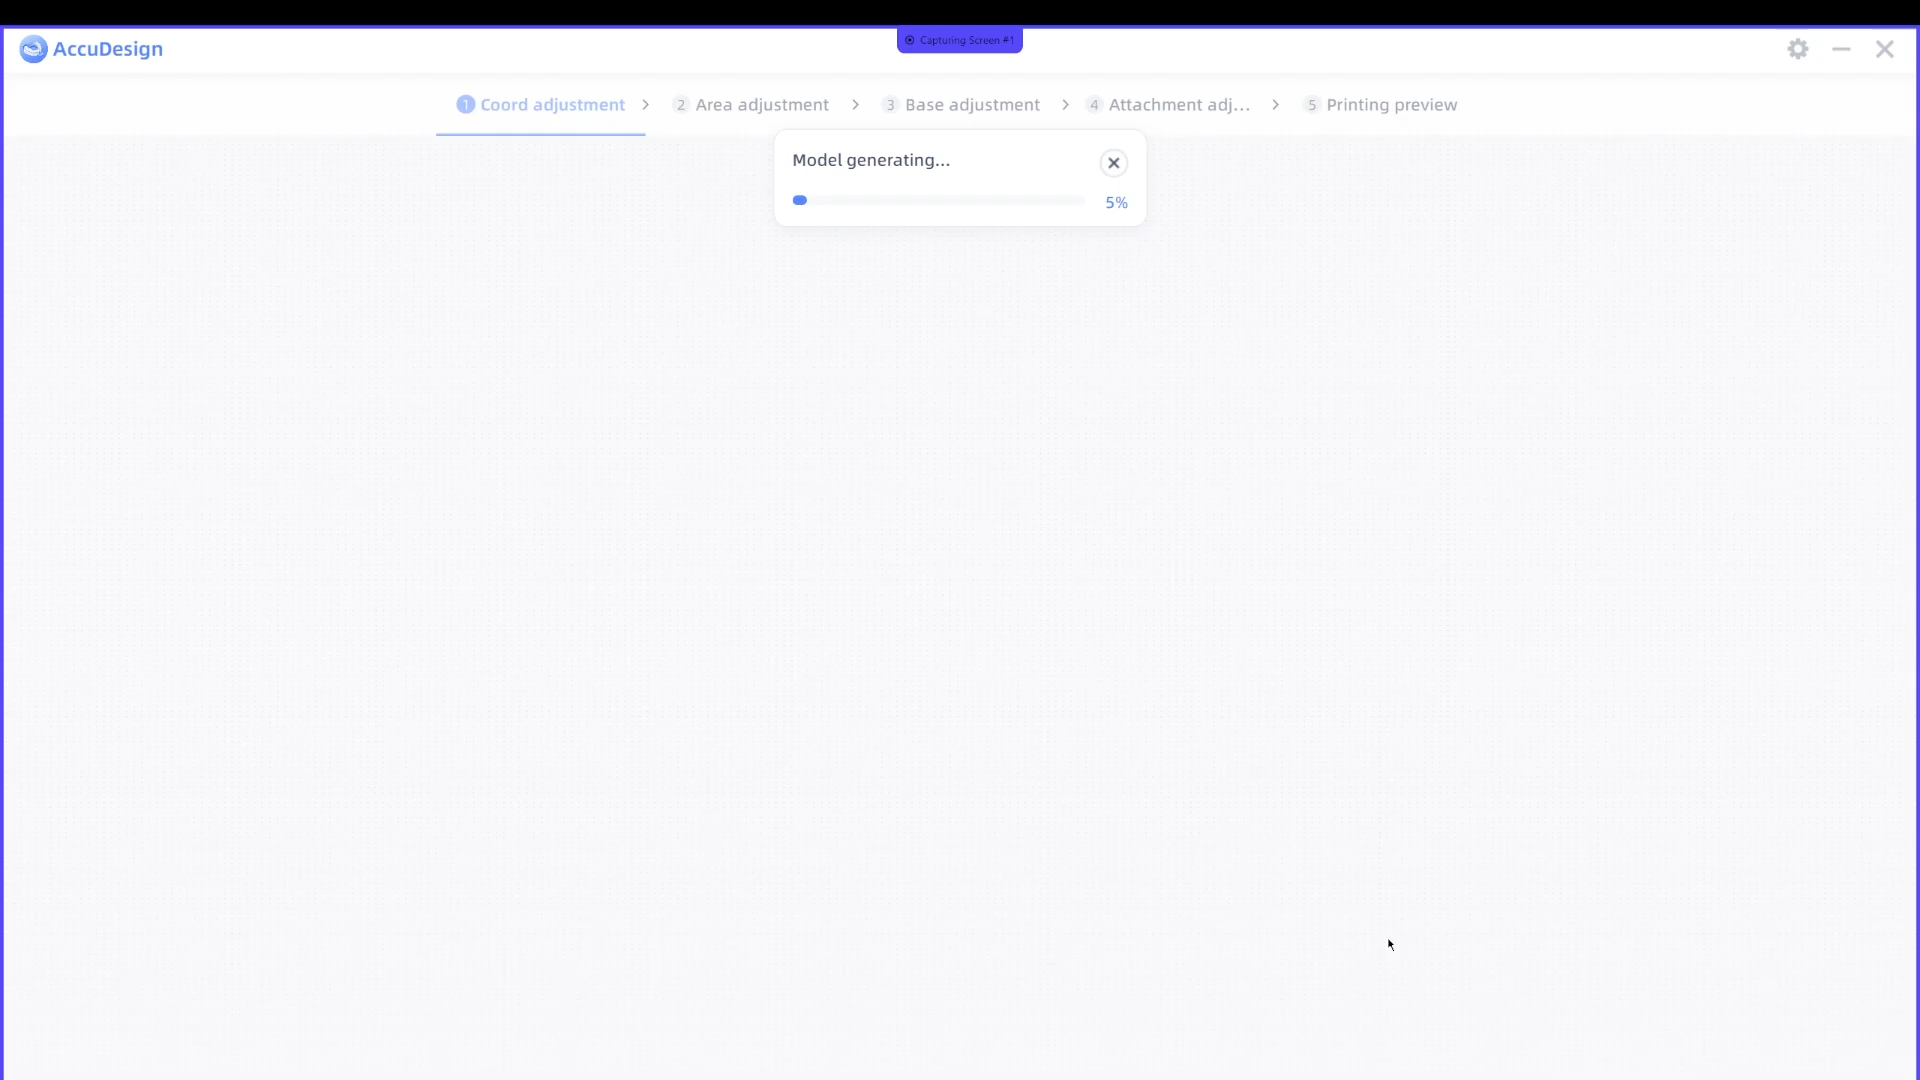 AccuDesign
Capturing Screen #1
1 Coord adjustment > 2 Area adjustment > 3 Base adjustment > 4 Attachment adj... > 5 Printing preview
Model generating...
5%